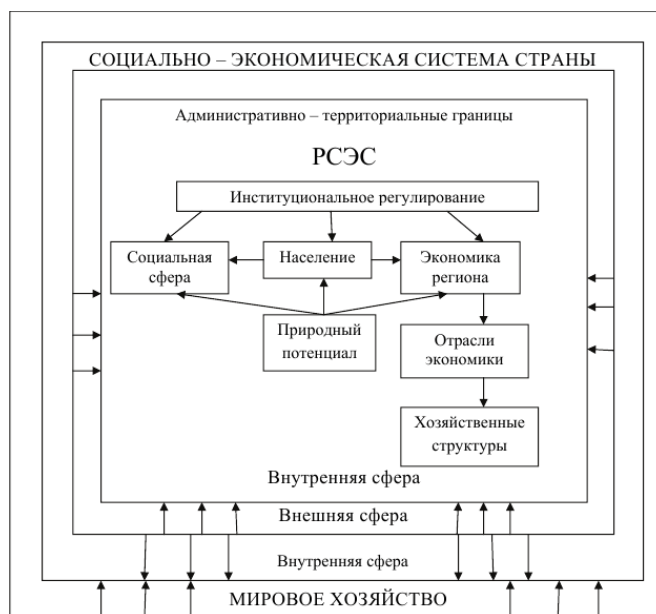 СОЦИАЛЬНО – ЭКОНОМИЧЕСКАЯ СИСТЕМА СТРАНЫ
Административно – территориальные границы
РСЭС
Институциональное регулирование
Социальная
сфера
Население
Экономика
региона
Природный
потенциал
Отрасли
экономики
Хозяйственные
структуры
Внутренняя сфера
Внешняя сфера
Внутренняя сфера
МИРОВОЕ ХОЗЯЙСТВО